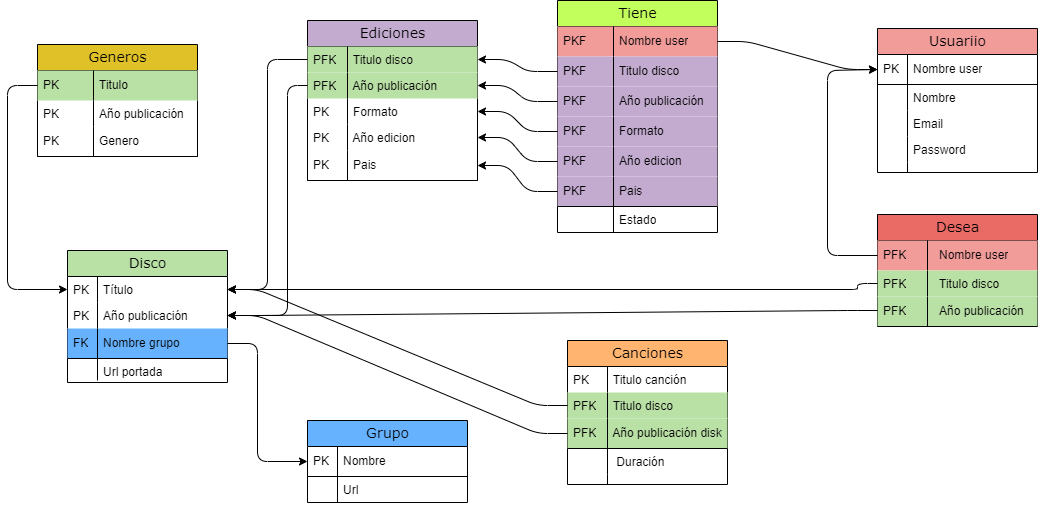 Generos
PK Titulo
PK Año publicación
PK Genero
Ediciones
PFK Titulo disco
PFK Año publicación
PK Formato
PK Año edicion
PK Pais
Tiene
PKF Nombre user
PKF Titulo disco
PKF Año publicación
PKF Formato
PKF Año edicion
PKF Pais
Estado
Usuariio
PK Nombre user
Nombre
Email
Password
Disco
PK Título
PK Año publicación
FK Nombre grupo
Url portada
Desea
PFK Nombre user
PFK Titulo disco
PFK Año publicación
Canciones
PK Titulo canción
PFK Titulo disco
PFK Año publicación disk
Duración
Grupo
PK Nombre
Url